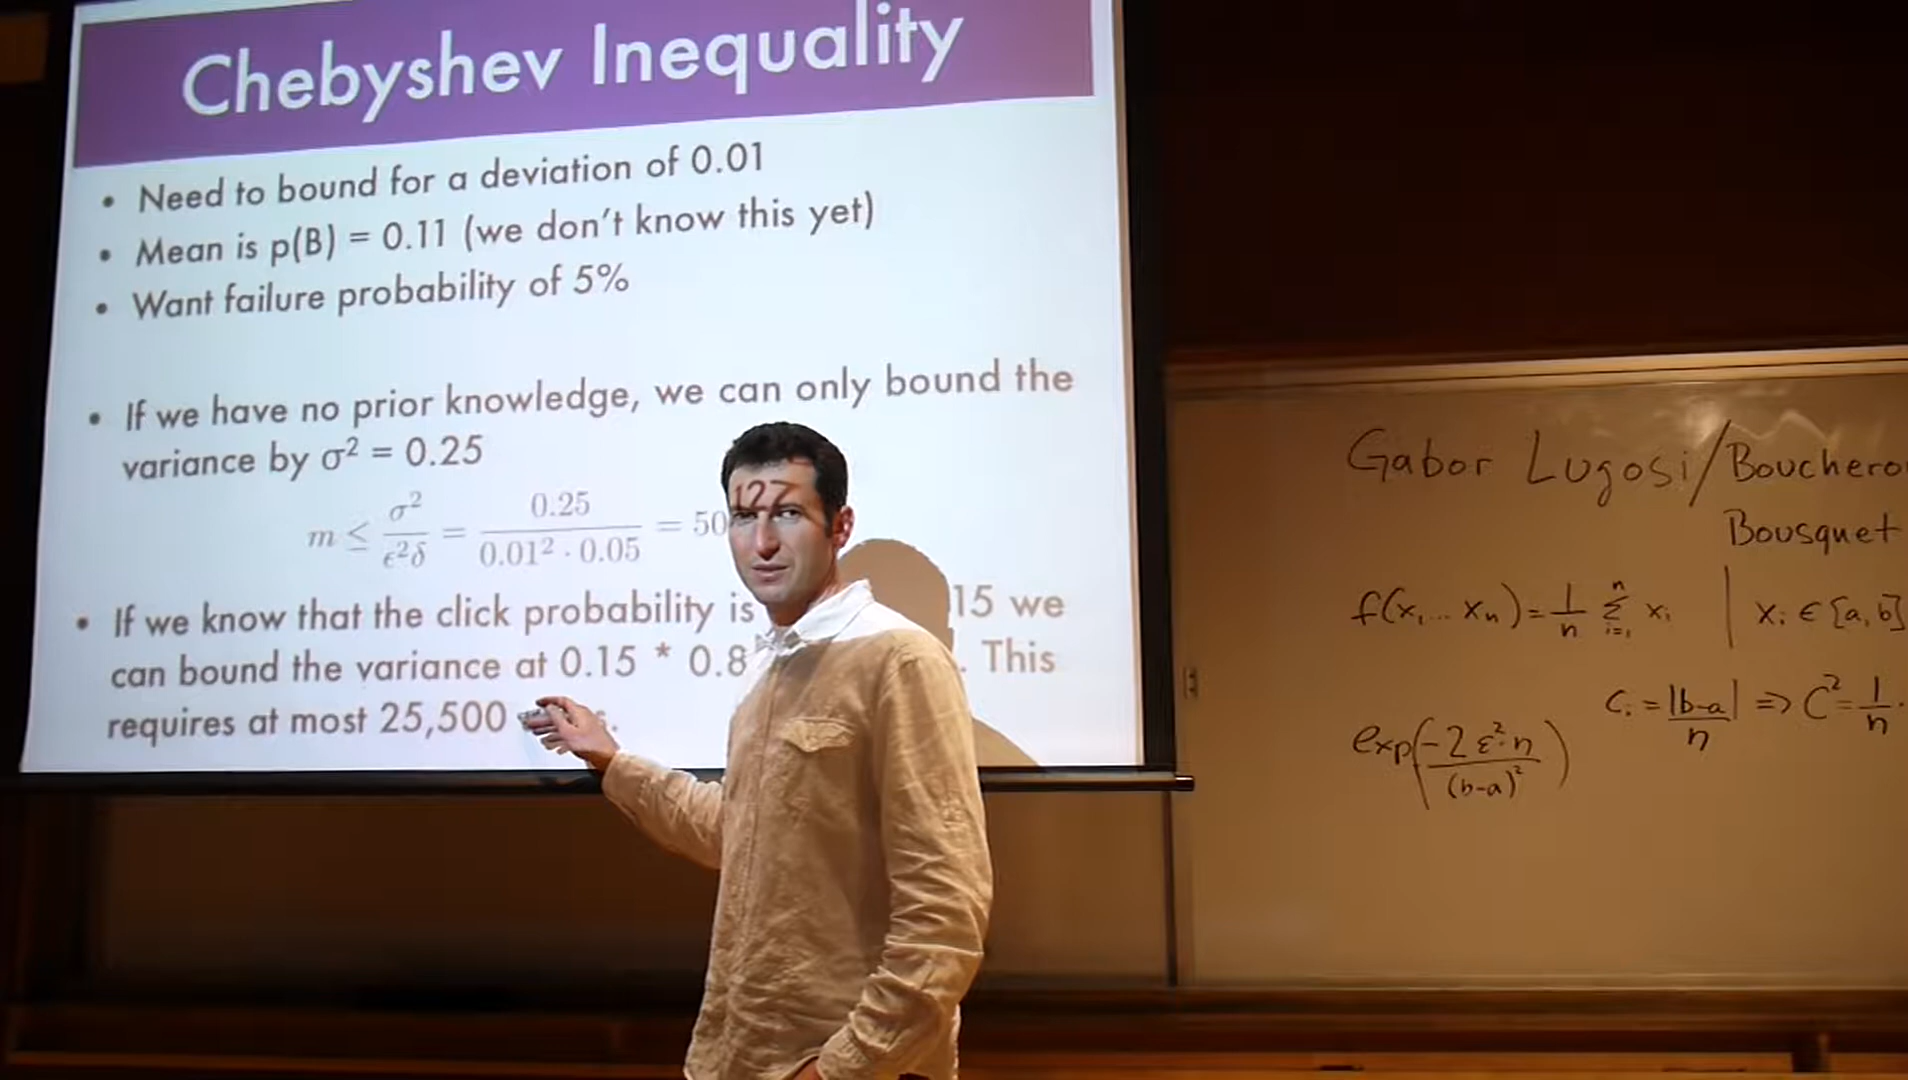 Chebyshev Inequality
• Need to bound for a deviation of 0.01
• Mean is p(B) = 0.11 (we don't know this yet)
• Want failure probability of 5%
• If we have no prior knowledge, we can only bound the
variance by σ² = 0.25
m ≤ σ²/ϵ²δ = 0.25/0.01² · 0.05 = 50
127
• If we know that the click probability is 15 we
can bound the variance at 0.15 * 0.8 . This
requires at most 25,500 .
Gabor Lugosi/Bouchero
Bousquet
f(x₁...xₙ)=1/n Σⁿᵢ₌₁ xᵢ | xᵢ ∈ [a,b]
cᵢ = |b-a|/n ⇒ C² = 1/n ·
exp(-2ε²·n/(b-a)²)